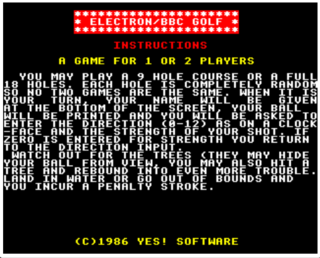 * ELECTRON/BBC GOLF *
INSTRUCTIONS
A GAME FOR 1 OR 2 PLAYERS
YOU MAY PLAY A 9 HOLE COURSE OR A FULL
18 HOLES. EACH HOLE IS COMPLETELY RANDOM
SO NO TWO GAMES ARE THE SAME. WHEN IT IS
YOUR TURN, YOUR NAME WILL BE GIVEN
AT THE BOTTOM OF THE SCREEN, YOUR BALL
WILL BE PRINTED AND YOU WILL BE ASKED TO
ENTER THE DIRECTION (0-12) AS ON A CLOCK
-FACE AND THE STRENGTH OF YOUR SHOT. IF
ZERO IS ENTERED FOR STRENGTH YOU RETURN
TO THE DIRECTION INPUT.
WATCH OUT FOR THE TREES (THEY MAY HIDE
YOUR BALL FROM VIEW, YOU MAY ALSO HIT A
TREE AND REBOUND INTO EVEN MORE TROUBLE.
LAND IN WATER OR GO OUT OF BOUNDS AND
YOU INCUR A PENALTY STROKE.
(C)1986 YES! SOFTWARE